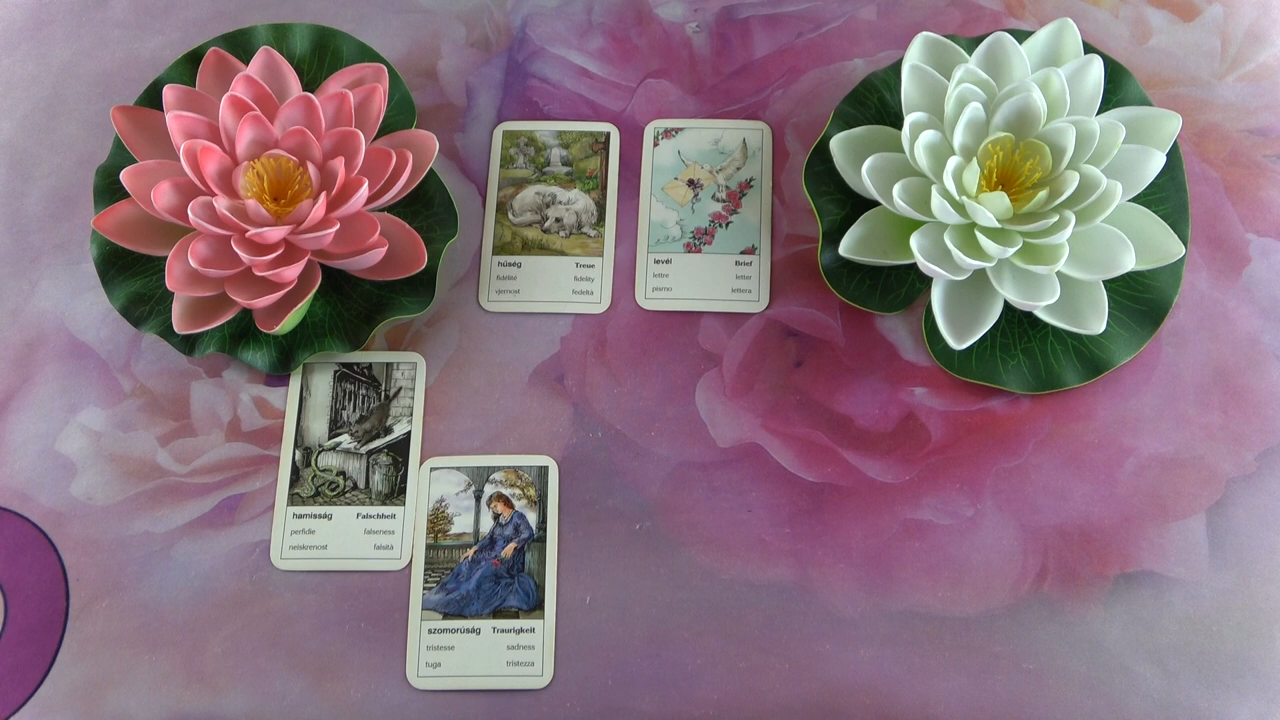 hűség Treue
fidélité fidelity
vjernost fedeltà
levél Brief
lettre letter
pismo lettera
hamisság Falschheit
perfidie falseness
neiskrenost falsità
szomorúság Traurigkeit
tristesse sadness
tuga tristezza